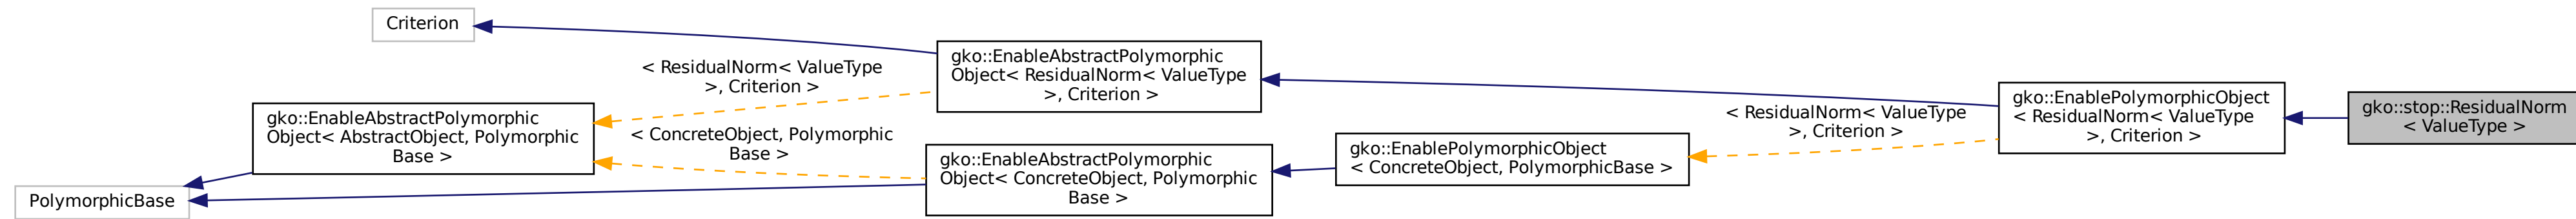 Criterion
gko::EnableAbstractPolymorphic
Object< ResidualNorm< ValueType
>, Criterion >
< ResidualNorm< ValueType
>, Criterion >
gko::EnableAbstractPolymorphic
Object< AbstractObject, Polymorphic
Base >
< ConcreteObject, Polymorphic
Base >
PolymorphicBase
gko::EnableAbstractPolymorphic
Object< ConcreteObject, Polymorphic
Base >
gko::EnablePolymorphicObject
< ConcreteObject, PolymorphicBase >
< ResidualNorm< ValueType
>, Criterion >
gko::EnablePolymorphicObject
< ResidualNorm< ValueType
>, Criterion >
gko::stop::ResidualNorm
< ValueType >